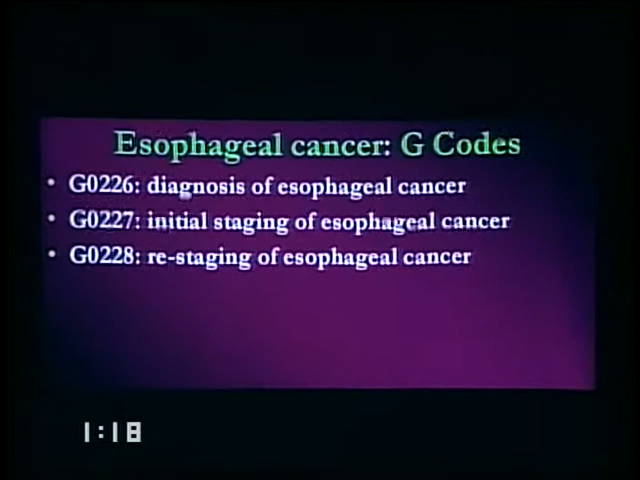 Esophageal cancer: G Codes
• G0226: diagnosis of esophageal cancer
• G0227: initial staging of esophageal cancer
• G0228: re-staging of esophageal cancer
1:18